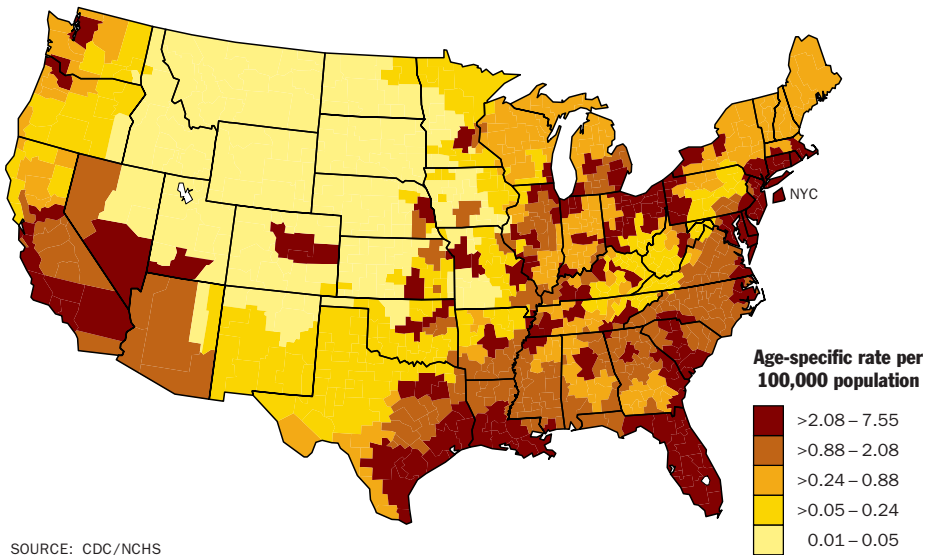 NYC
Age-specific rate per
100,000 population
>2.08 – 7.55
>0.88 – 2.08
>0.24 – 0.88
>0.05 – 0.24
0.01 – 0.05
SOURCE: CDC/NCHS